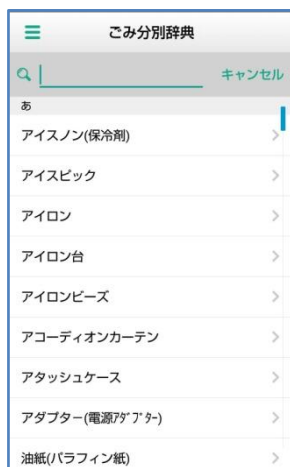 ごみ分別辞典
キャンセル
あ
アイスノン(保冷剤)
アイスピック
アイロン
アイロン台
アイロンビーズ
アコーディオンカーテン
アタッシュケース
アダプター(電源ｱﾀﾞﾌﾟﾀｰ)
油紙(パラフィン紙)